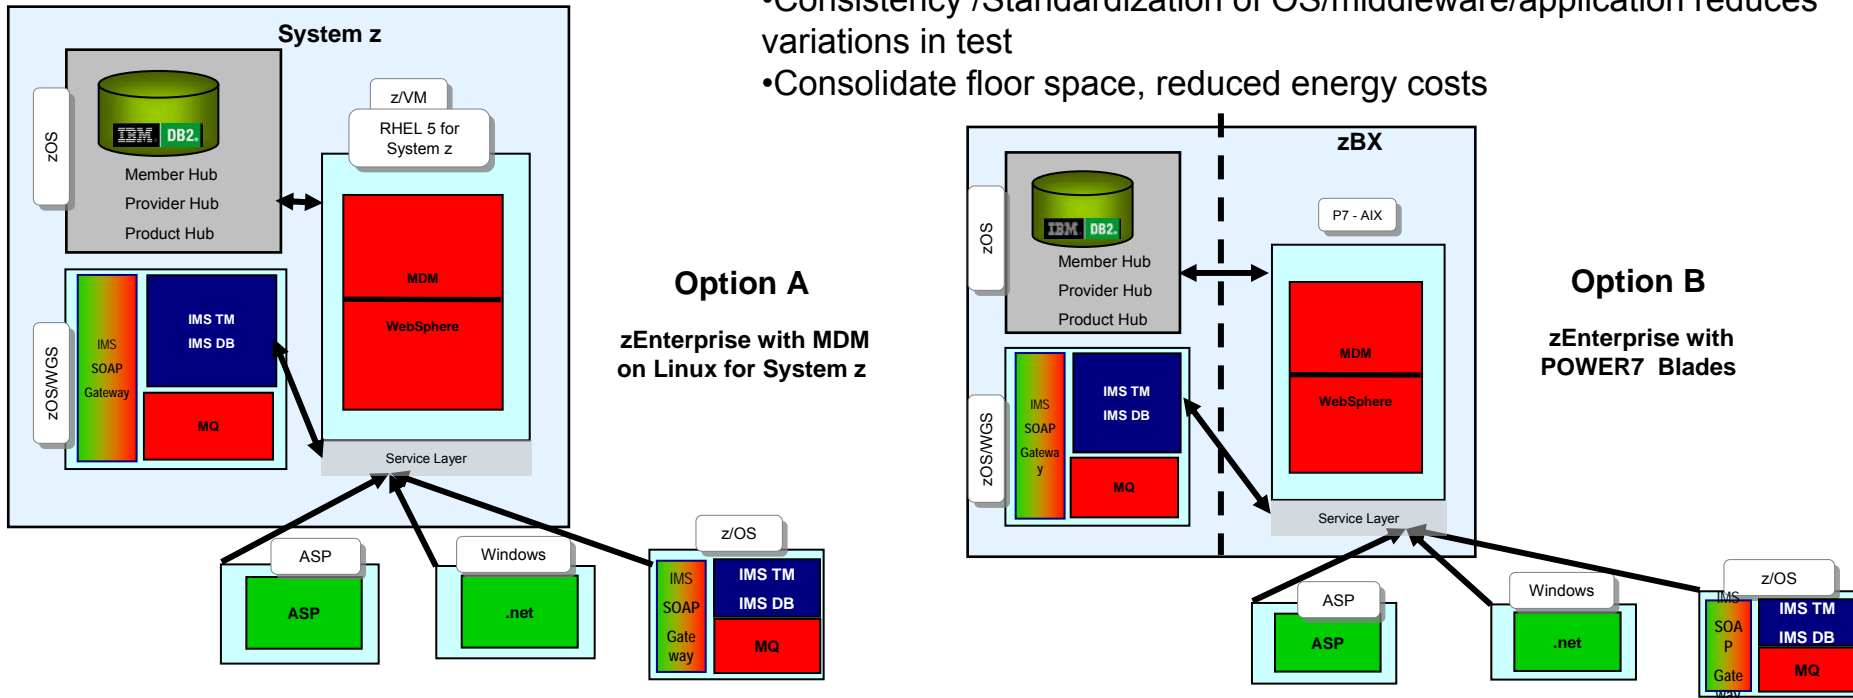 •Consistency /Standardization of OS/middleware/application reduces
variations in test
•Consolidate floor space, reduced energy costs
System z
zOS
IBM DB2.
Member Hub
Provider Hub
Product Hub
z/VM
RHEL 5 for
System z
MDM
WebSphere
zOS/WGS
IMS
SOAP
Gateway
IMS TM
IMS DB
MQ
Service Layer
ASP
ASP
Windows
.net
z/OS
IMS
SOAP
Gate
way
IMS TM
IMS DB
MQ
Option A
zEnterprise with MDM
on Linux for System z
zBX
zOS
IBM DB2.
Member Hub
Provider Hub
Product Hub
P7 - AIX
MDM
WebSphere
zOS/WGS
IMS
SOAP
Gatewa
y
IMS TM
IMS DB
MQ
Service Layer
ASP
ASP
Windows
.net
z/OS
IMS
SOA
P
Gate
way
IMS TM
IMS DB
MQ
Option B
zEnterprise with
POWER7 Blades